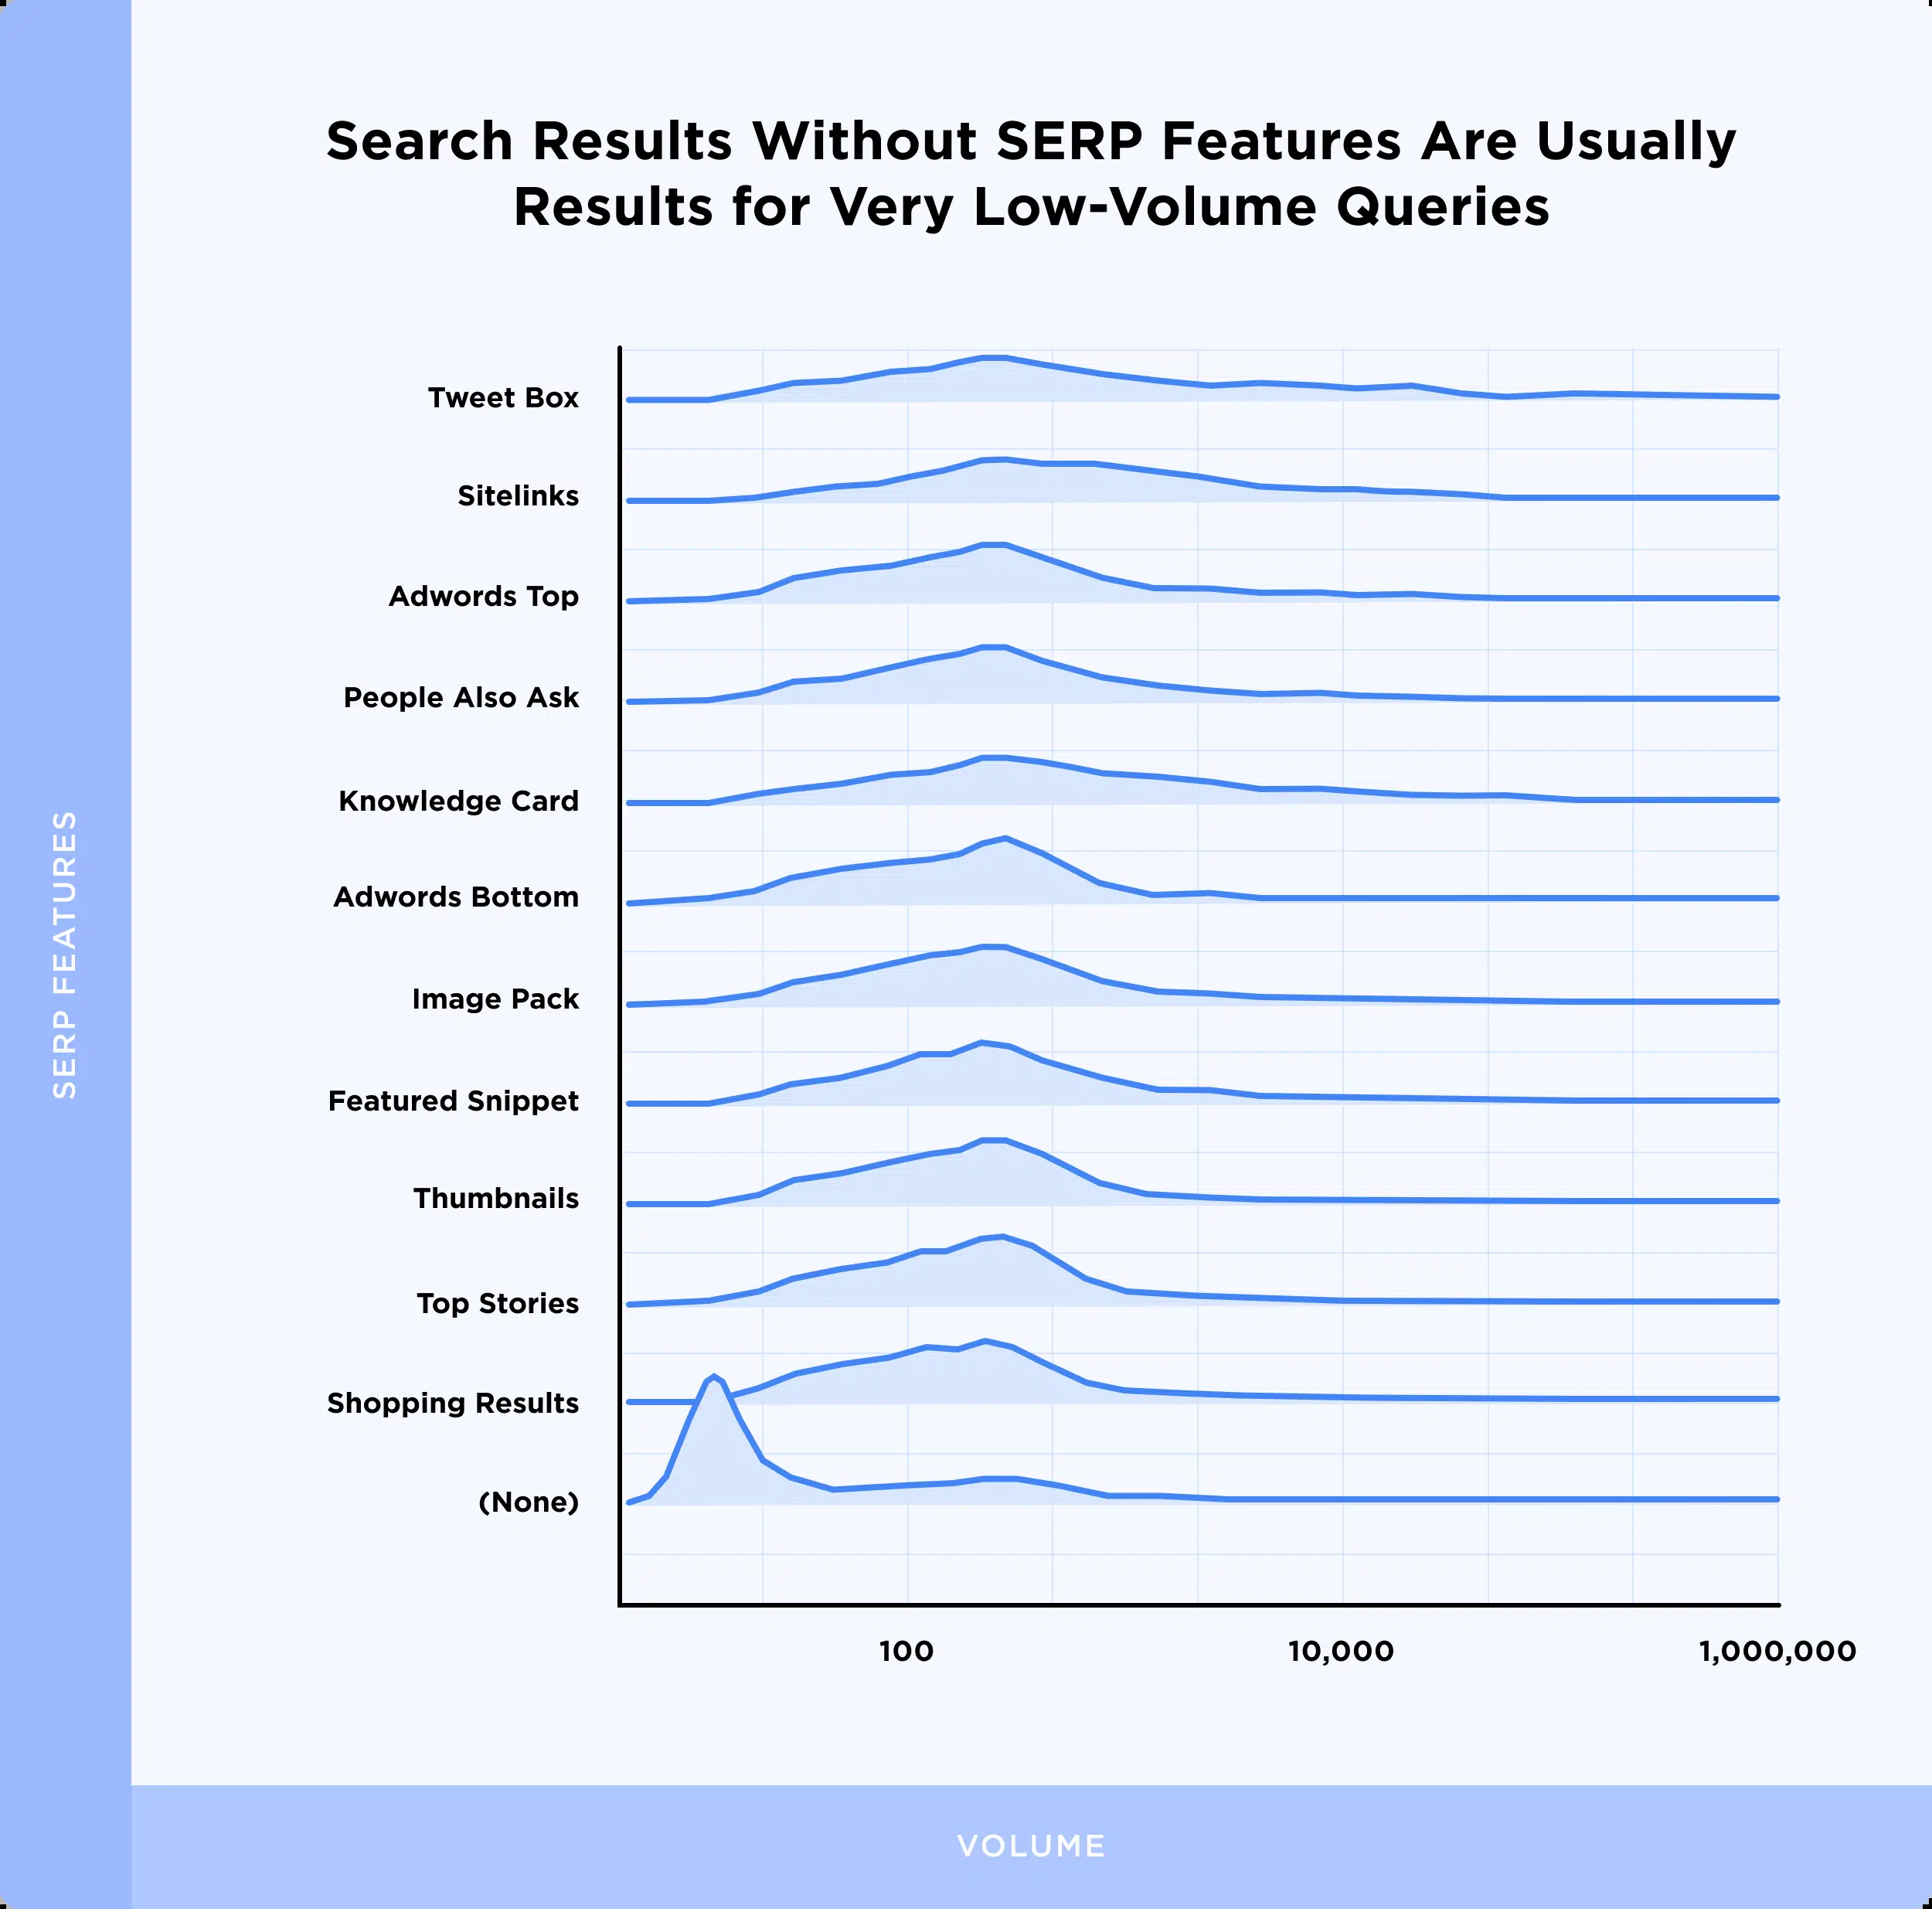 Search Results Without SERP Features Are Usually
Results for Very Low-Volume Queries
SERP FEATURES
Tweet Box
Sitelinks
Adwords Top
People Also Ask
Knowledge Card
Adwords Bottom
Image Pack
Featured Snippet
Thumbnails
Top Stories
Shopping Results
(None)
100 10,000 1,000,000
VOLUME